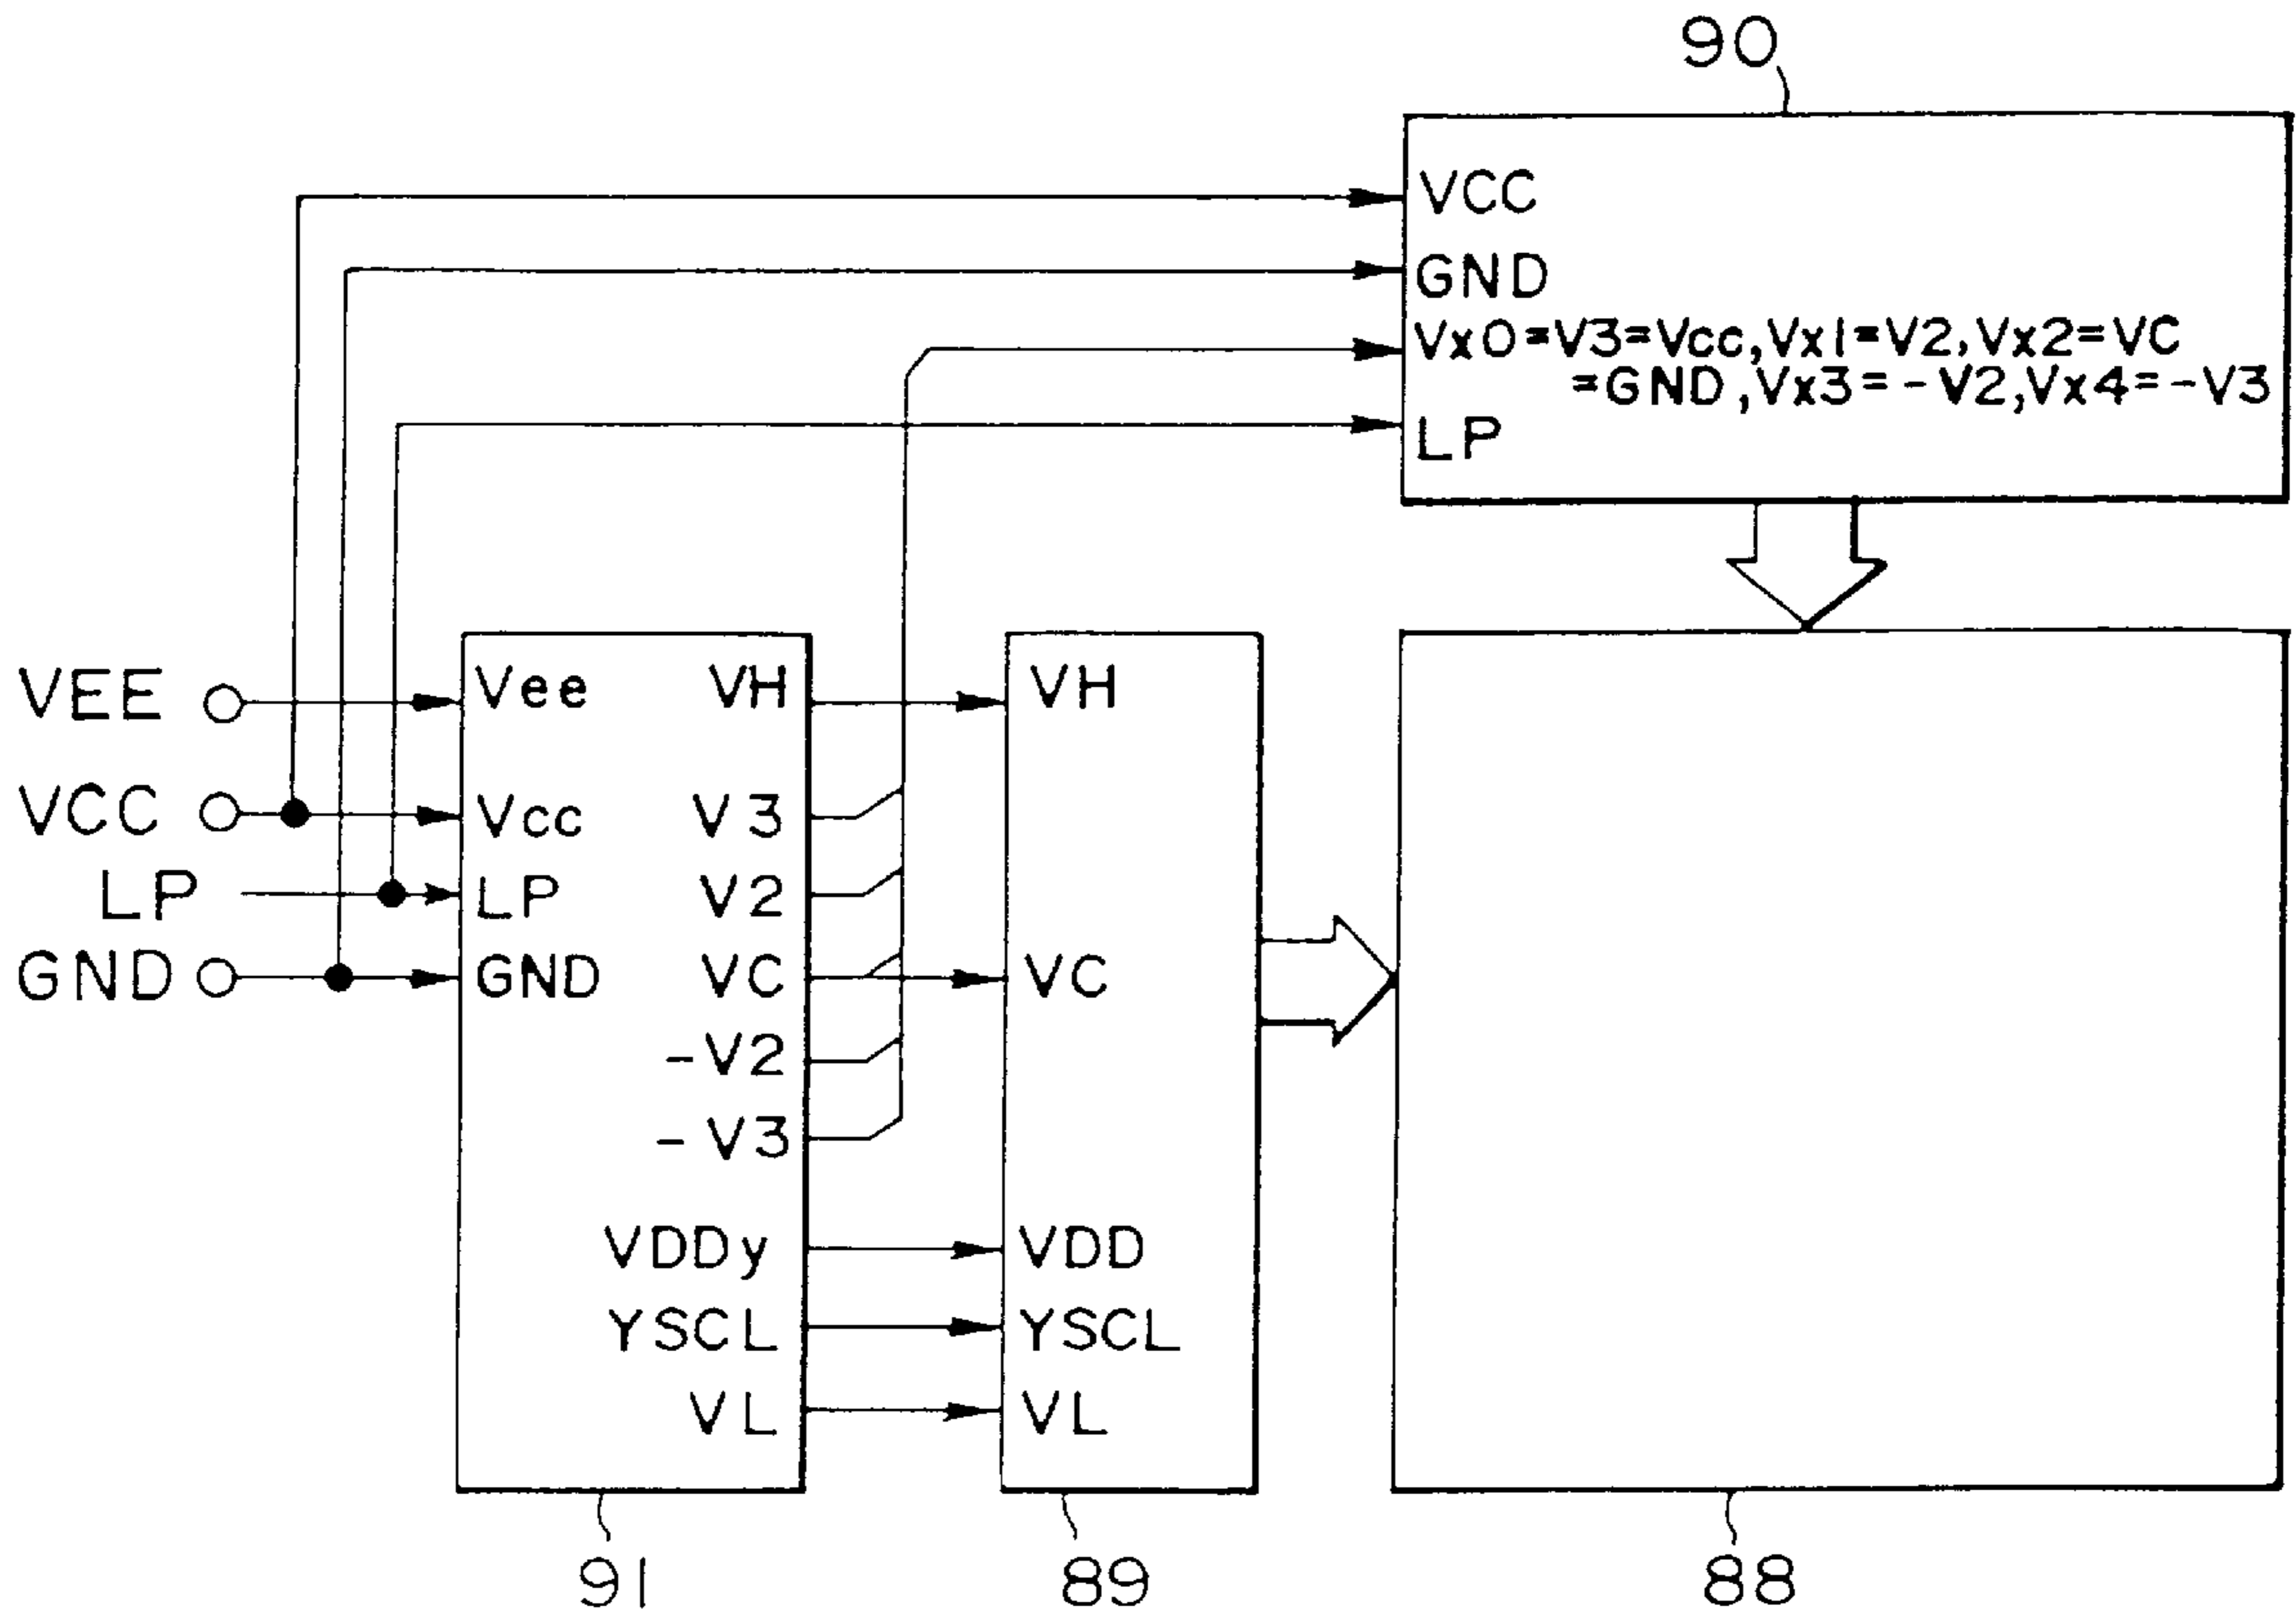 90
VCC
GND
Vx0=V3=Vcc,Vx1=V2,Vx2=VC
=GND,Vx3=-V2,Vx4=-V3
LP
VEE
VCC
LP
GND
Vee
Vcc
LP
GND
VH
V3
V2
VC
-V2
-V3
VDDy
YSCL
VL
VH
VC
VDD
YSCL
VL
91
89
88